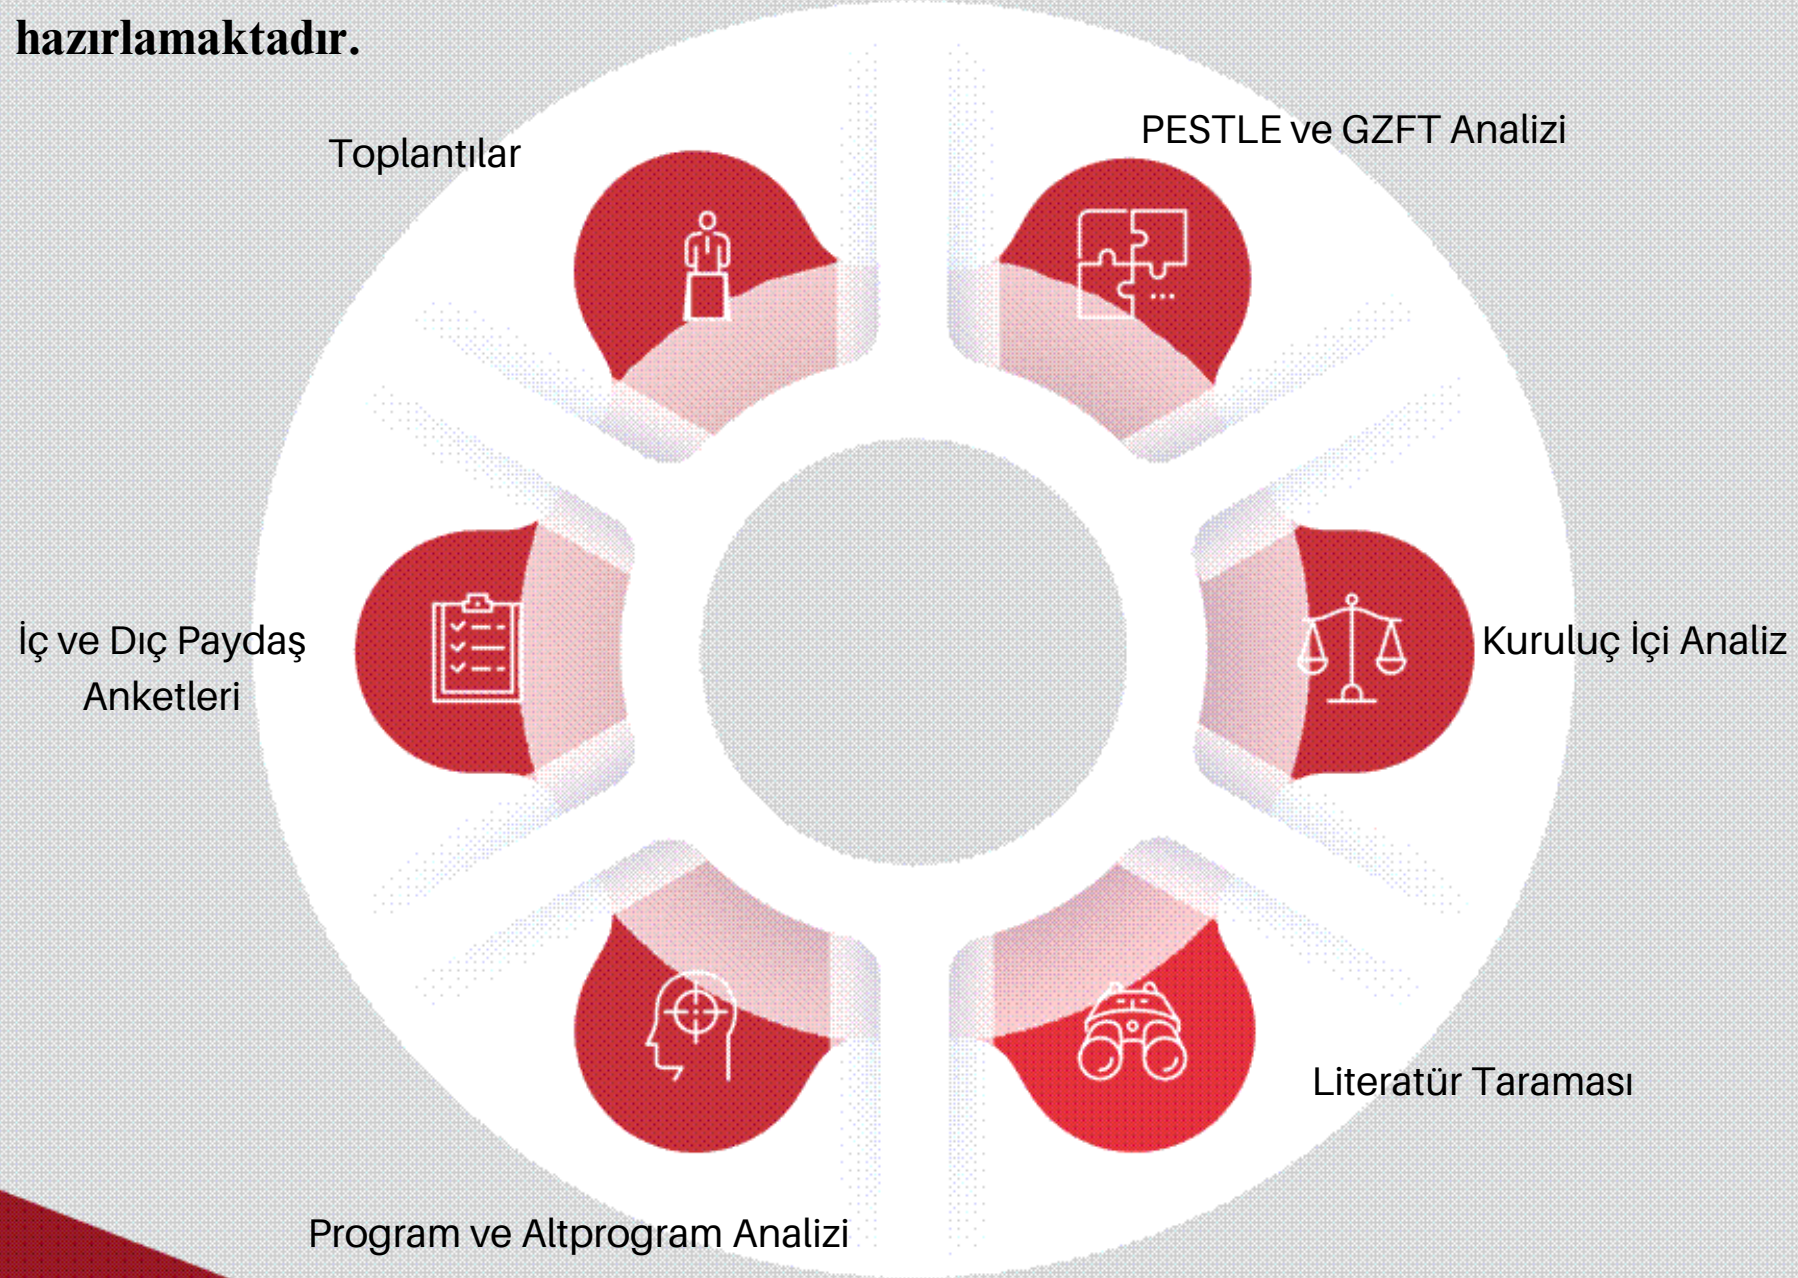 hazırlamaktadır.
PESTLE ve GZFT Analizi
Toplantılar
İç ve Dıç Paydaş
Anketleri
Kuruluç İçi Analiz
Literatür Taraması
Program ve Altprogram Analizi